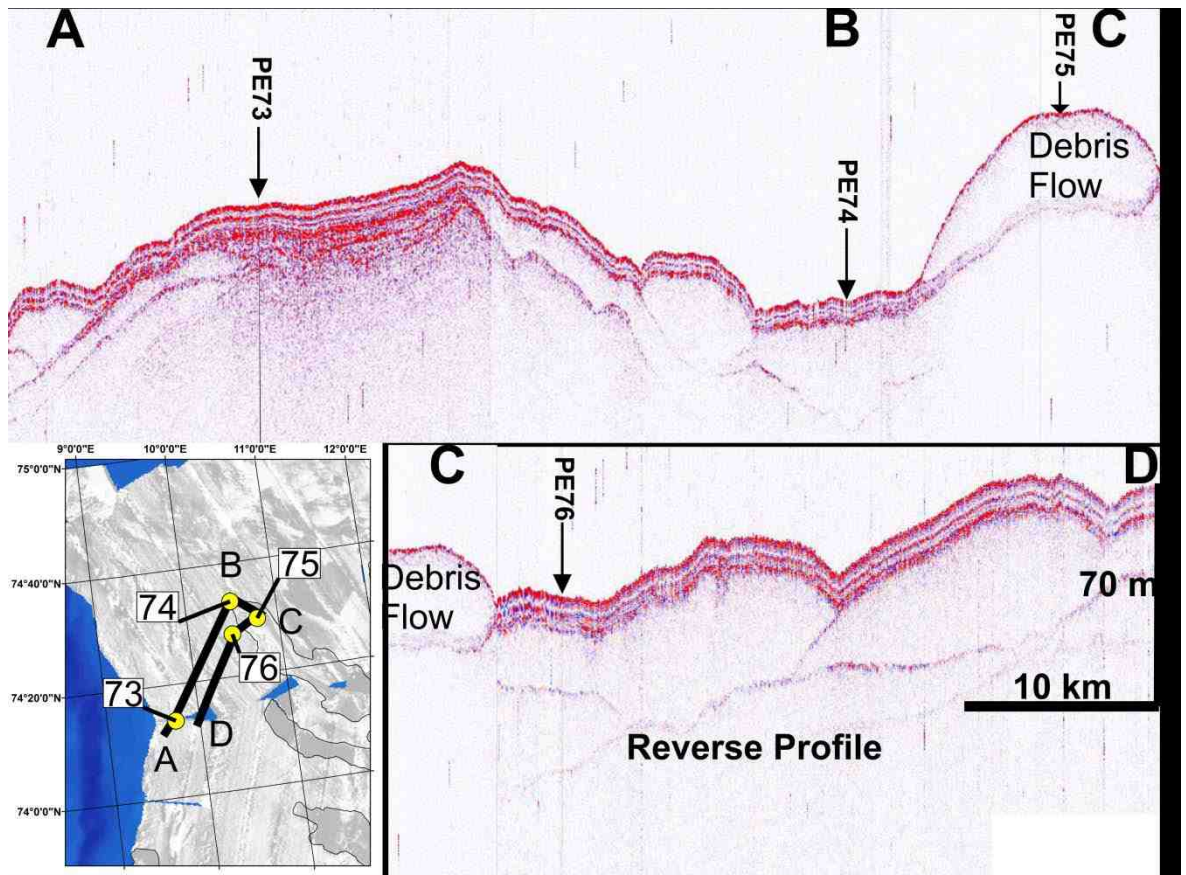 A
B
C
PE73
PE74
PE75
Debris
Flow
9°0'0"E
10°0'0"E
11°0'0"E
12°0'0"E
75°0'0"N
74°40'0"N
74°20'0"N
74°0'0"N
B
75
74
C
76
73
A
D
C
D
PE76
Debris
Flow
70 m
10 km
Reverse Profile